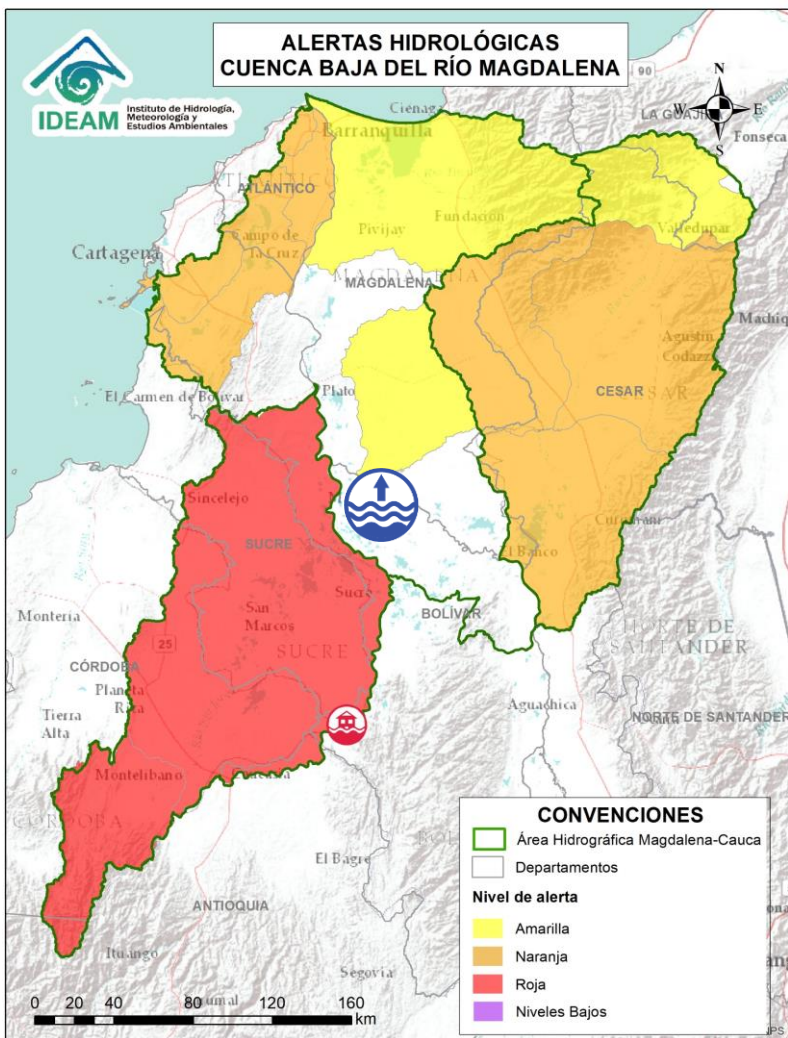 ALERTAS HIDROLÓGICAS
CUENCA BAJA DEL RÍO MAGDALENA
IDEAM
Instituto de Hidrología,
Meteorología y
Estudios Ambientales
N
W
E
S
90
LA GUAJIRA
Fonseca
Ciénaga
Barranquilla
ATLÁNTICO
Pivijay
Fundación
Valledupar
Cartagena
Campo de
la Cruz
MAGDALENA
MAGDALENA
Machiq
Agustín
Codazzi
CESAR
El Carmen de Bolívar
Plato
Sincelejo
SUCRE
Curumaní
El Banco
Sucre
San
Marcos
SUCRE
BOLÍVAR
Montería
25
CÓRDOBA
Planeta
Rica
NORTE DE
SANTANDER
Tierra
Alta
Aguachica
NORTE DE SANTANDER
Montelíbano
Caucasia
CÓRDOBA
El Bagre
ANTIOQUIA
Ituango
Segovia
0 20 40 80 120 160
km
CONVENCIONES
Área Hidrográfica Magdalena-Cauca
Departamentos
Nivel de alerta
Amarilla
Naranja
Roja
Niveles Bajos